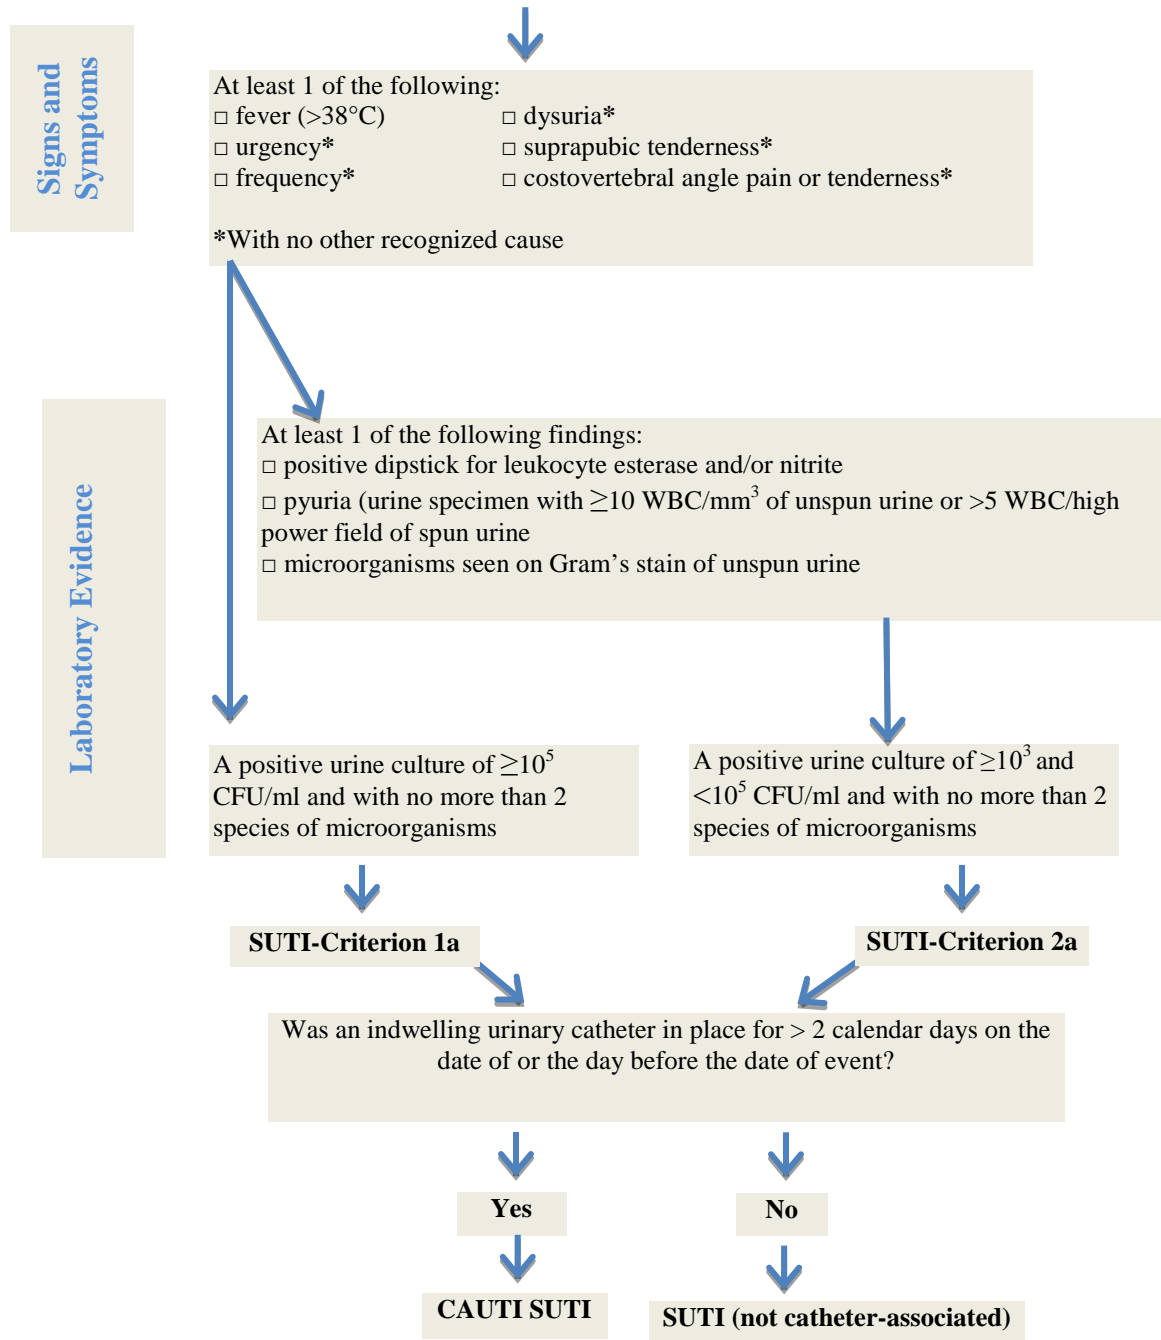 Signs and
Symptoms
At least 1 of the following:
□ fever (>38°C) □ dysuria*
□ urgency* □ suprapubic tenderness*
□ frequency* □ costovertebral angle pain or tenderness*
*With no other recognized cause
Laboratory Evidence
At least 1 of the following findings:
□ positive dipstick for leukocyte esterase and/or nitrite
□ pyuria (urine specimen with ≥10 WBC/mm³ of unspun urine or >5 WBC/high
power field of spun urine
□ microorganisms seen on Gram’s stain of unspun urine
A positive urine culture of ≥10⁵
CFU/ml and with no more than 2
species of microorganisms
A positive urine culture of ≥10³ and
<10⁵ CFU/ml and with no more than 2
species of microorganisms
SUTI-Criterion 1a
SUTI-Criterion 2a
Was an indwelling urinary catheter in place for > 2 calendar days on the
date of or the day before the date of event?
Yes
No
CAUTI SUTI
SUTI (not catheter-associated)